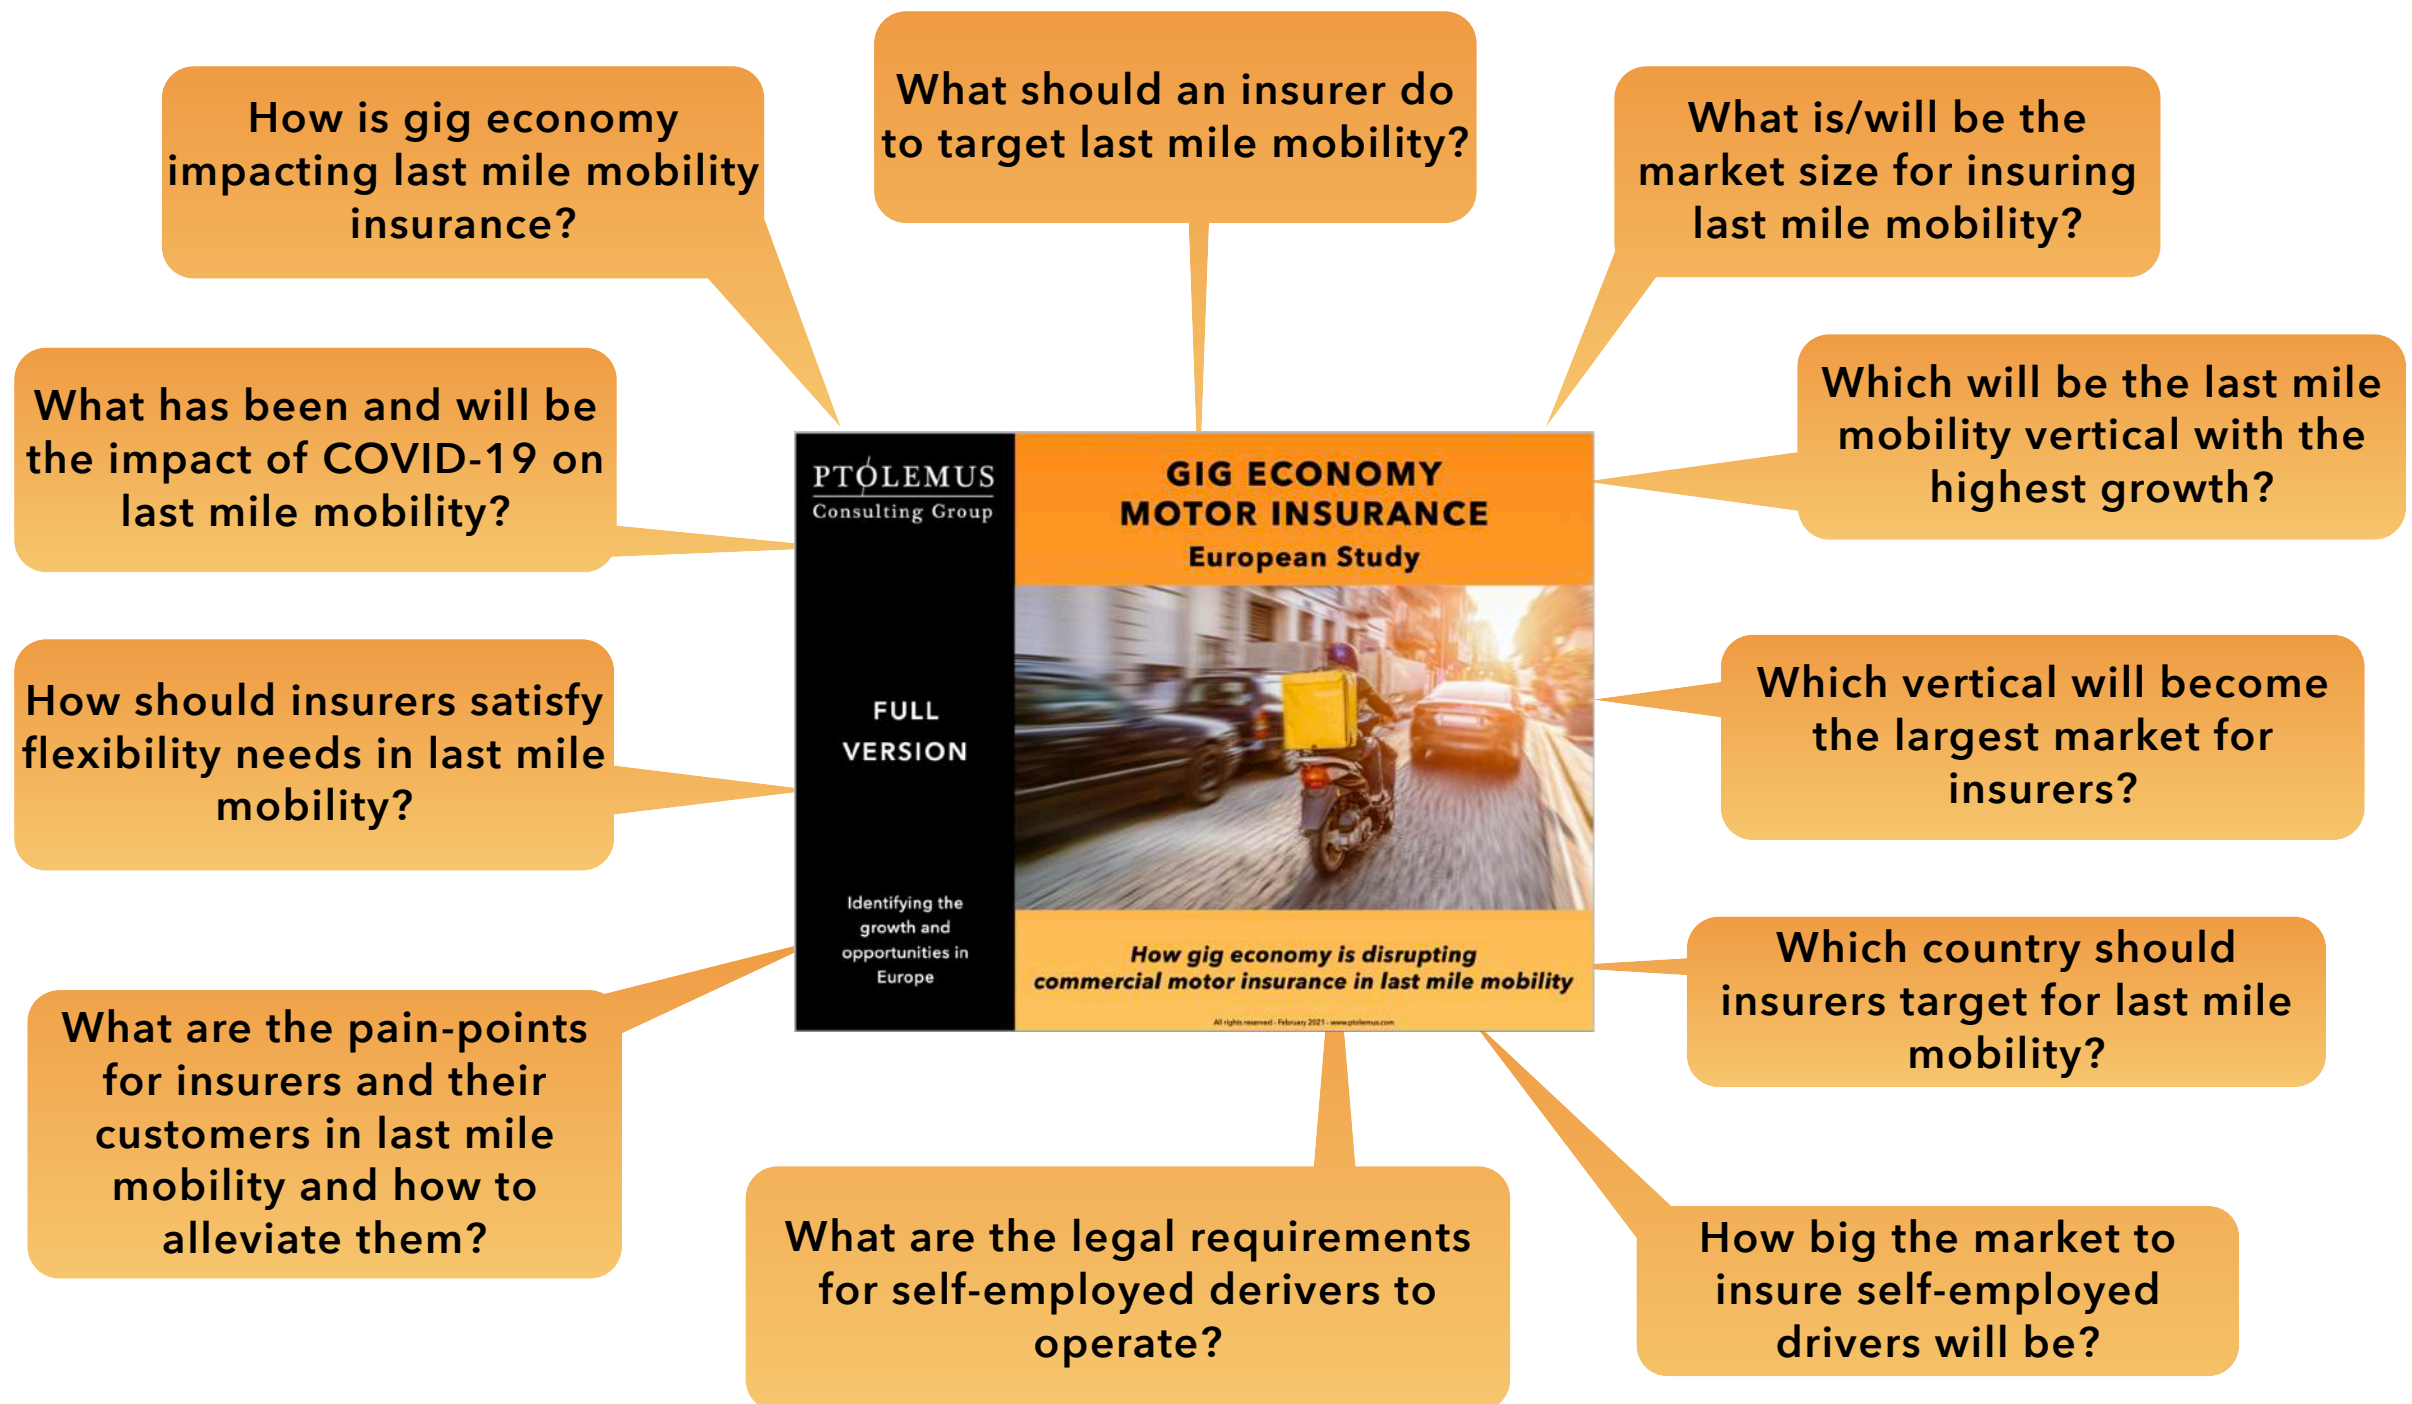 How is gig economy
impacting last mile mobility
insurance?
What should an insurer do
to target last mile mobility?
What is/will be the
market size for insuring
last mile mobility?
What has been and will be
the impact of COVID-19 on
last mile mobility?
Which will be the last mile
mobility vertical with the
highest growth?
PTOLEMUS
Consulting Group
FULL
VERSION
Identifying the
growth and
opportunities in
Europe
GIG ECONOMY
MOTOR INSURANCE
European Study
How gig economy is disrupting
commercial motor insurance in last mile mobility
All rights reserved - February 2021 - www.ptolemus.com
How should insurers satisfy
flexibility needs in last mile
mobility?
Which vertical will become
the largest market for
insurers?
Which country should
insurers target for last mile
mobility?
What are the pain-points
for insurers and their
customers in last mile
mobility and how to
alleviate them?
What are the legal requirements
for self-employed derivers to
operate?
How big the market to
insure self-employed
drivers will be?